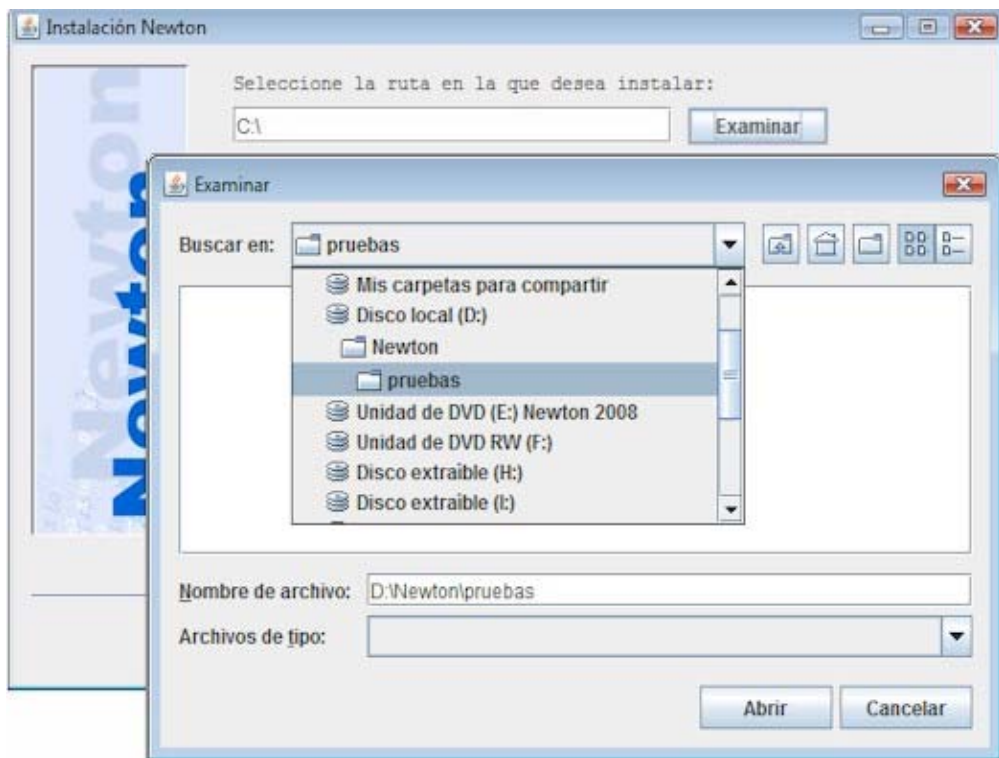 Instalación Newton
Seleccione la ruta en la que desea instalar:
C:\
Examinar
Newton
Newton
Examinar
Buscar en:
pruebas
Mis carpetas para compartir
Disco local (D:)
Newton
pruebas
Unidad de DVD (E:) Newton 2008
Unidad de DVD RW (F:)
Disco extraible (H:)
Disco extraible (I:)
Nombre de archivo:
D:\Newton\pruebas
Archivos de tipo:
Abrir
Cancelar